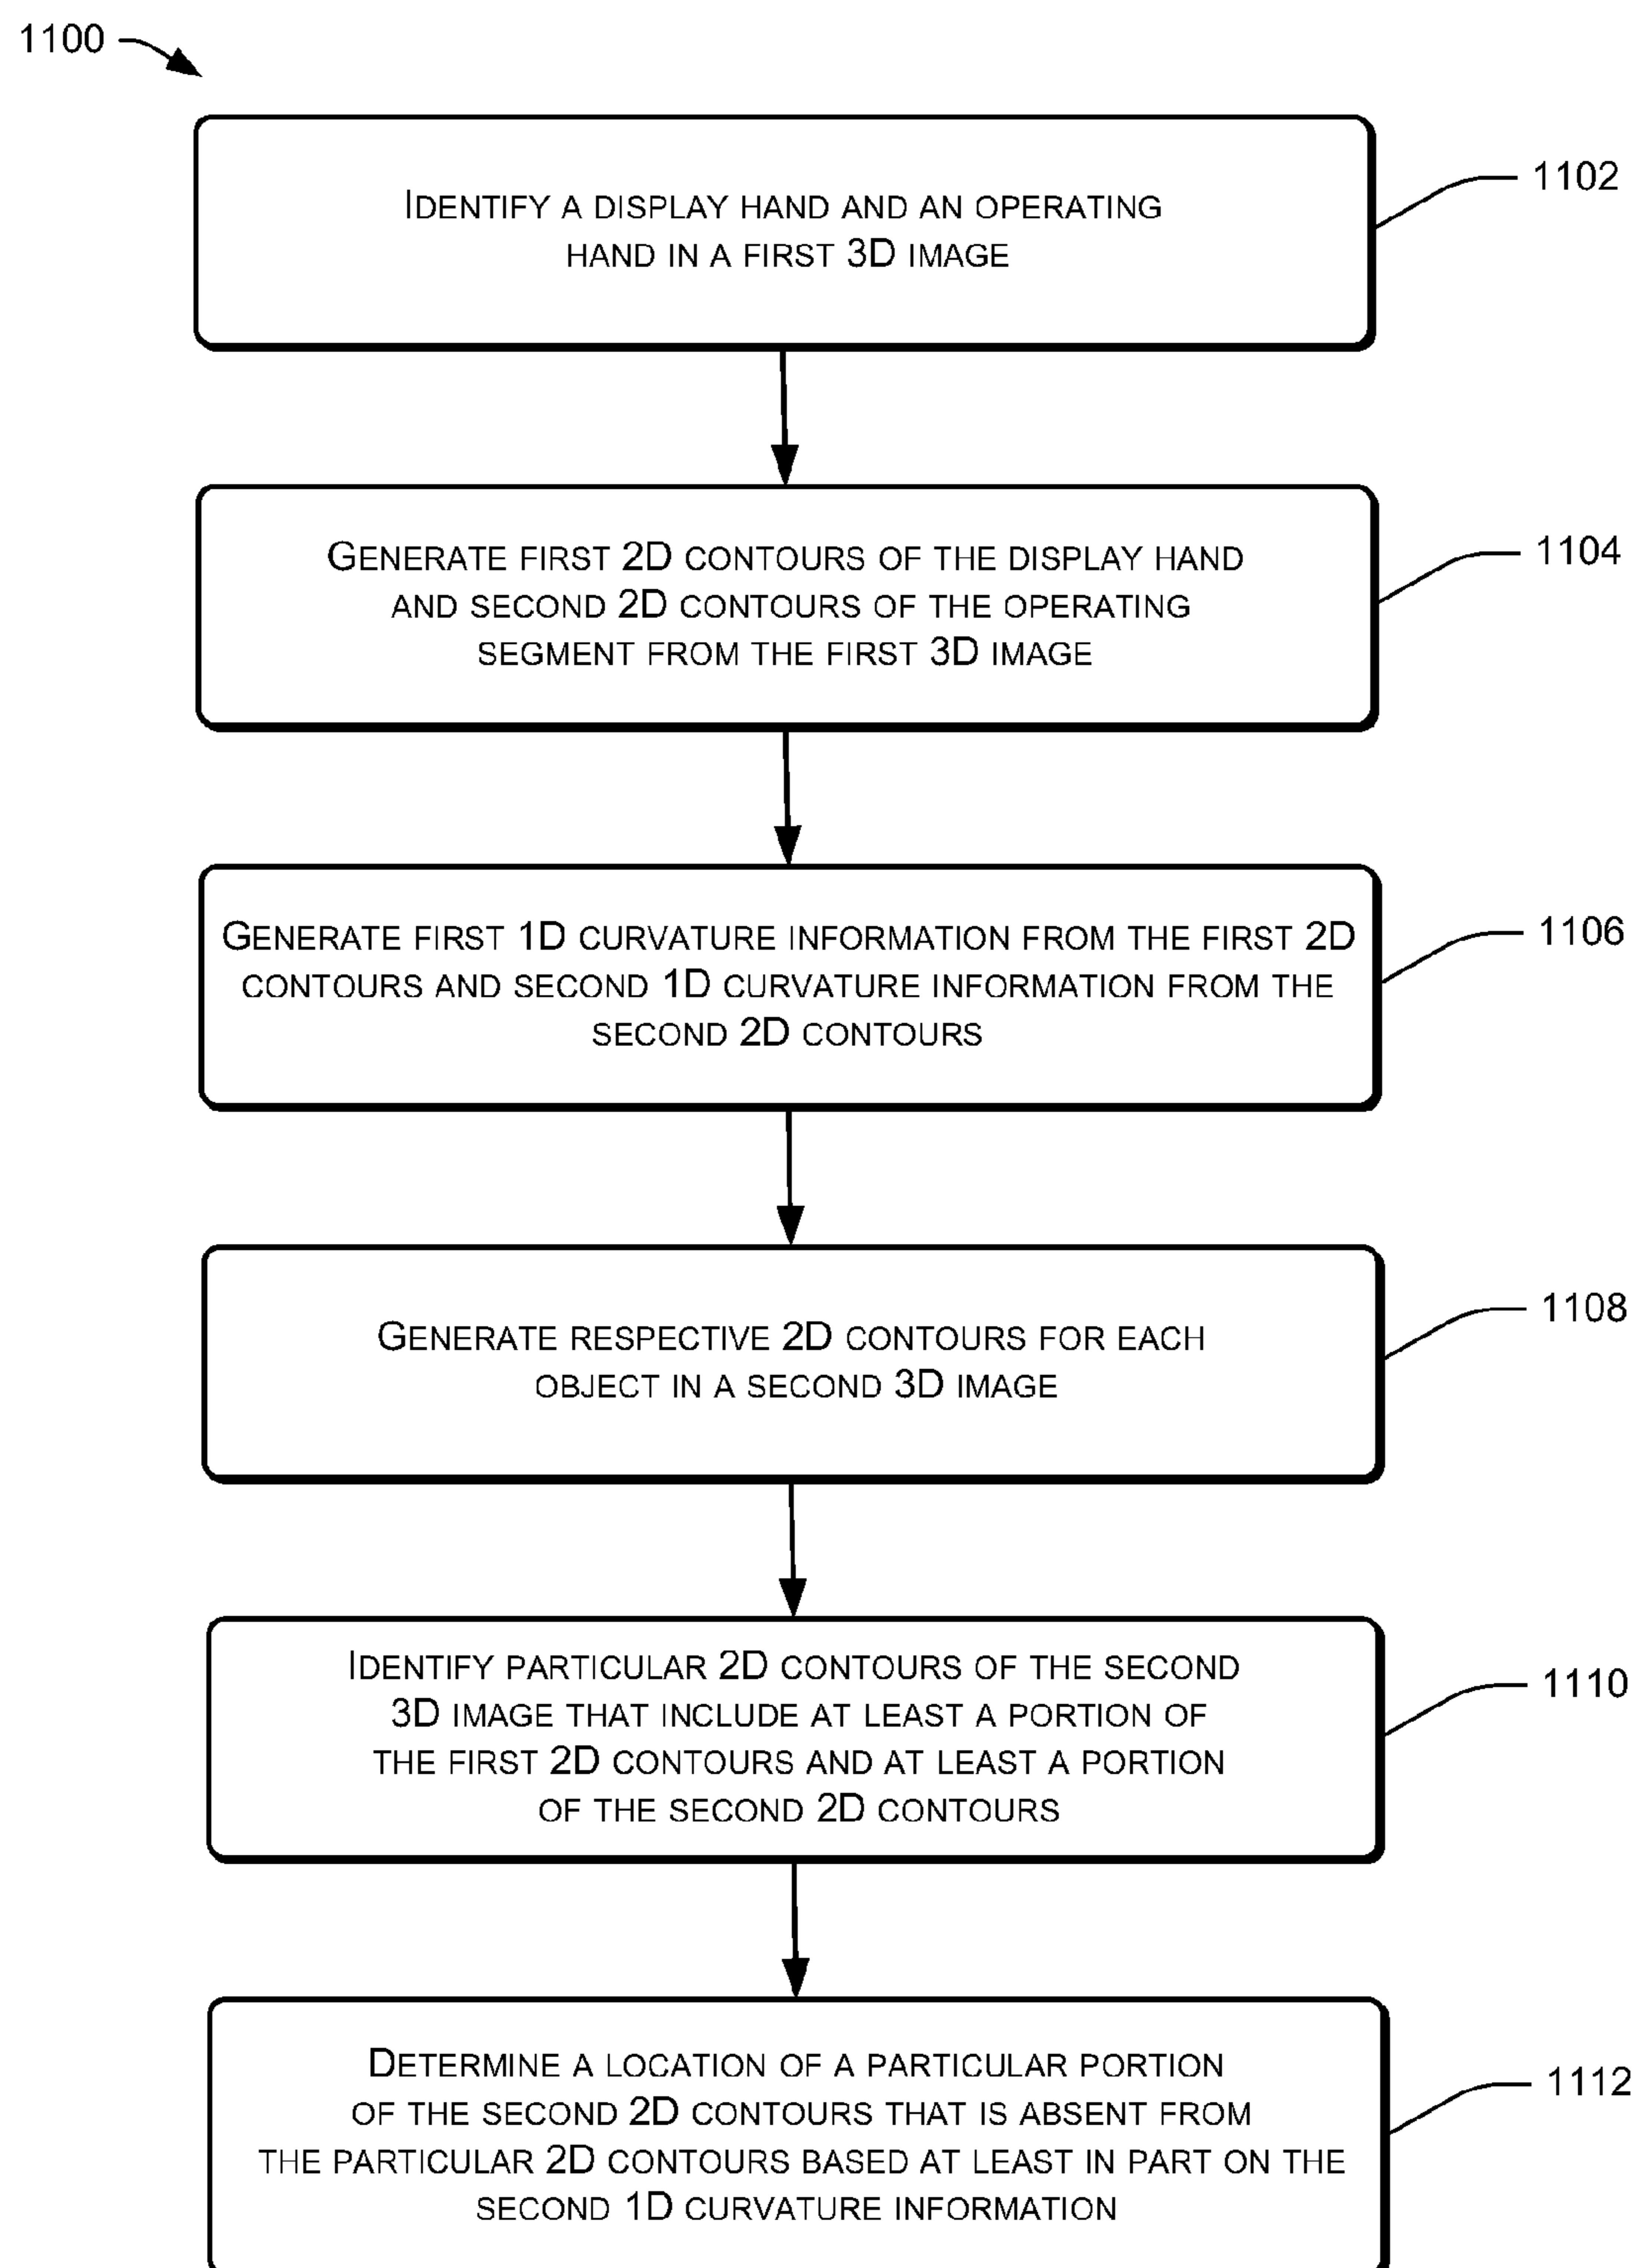 1100
IDENTIFY A DISPLAY HAND AND AN OPERATING
HAND IN A FIRST 3D IMAGE
1102
GENERATE FIRST 2D CONTOURS OF THE DISPLAY HAND
AND SECOND 2D CONTOURS OF THE OPERATING
SEGMENT FROM THE FIRST 3D IMAGE
1104
GENERATE FIRST 1D CURVATURE INFORMATION FROM THE FIRST 2D
CONTOURS AND SECOND 1D CURVATURE INFORMATION FROM THE
SECOND 2D CONTOURS
1106
GENERATE RESPECTIVE 2D CONTOURS FOR EACH
OBJECT IN A SECOND 3D IMAGE
1108
IDENTIFY PARTICULAR 2D CONTOURS OF THE SECOND
3D IMAGE THAT INCLUDE AT LEAST A PORTION OF
THE FIRST 2D CONTOURS AND AT LEAST A PORTION
OF THE SECOND 2D CONTOURS
1110
DETERMINE A LOCATION OF A PARTICULAR PORTION
OF THE SECOND 2D CONTOURS THAT IS ABSENT FROM
THE PARTICULAR 2D CONTOURS BASED AT LEAST IN PART ON THE
SECOND 1D CURVATURE INFORMATION
1112